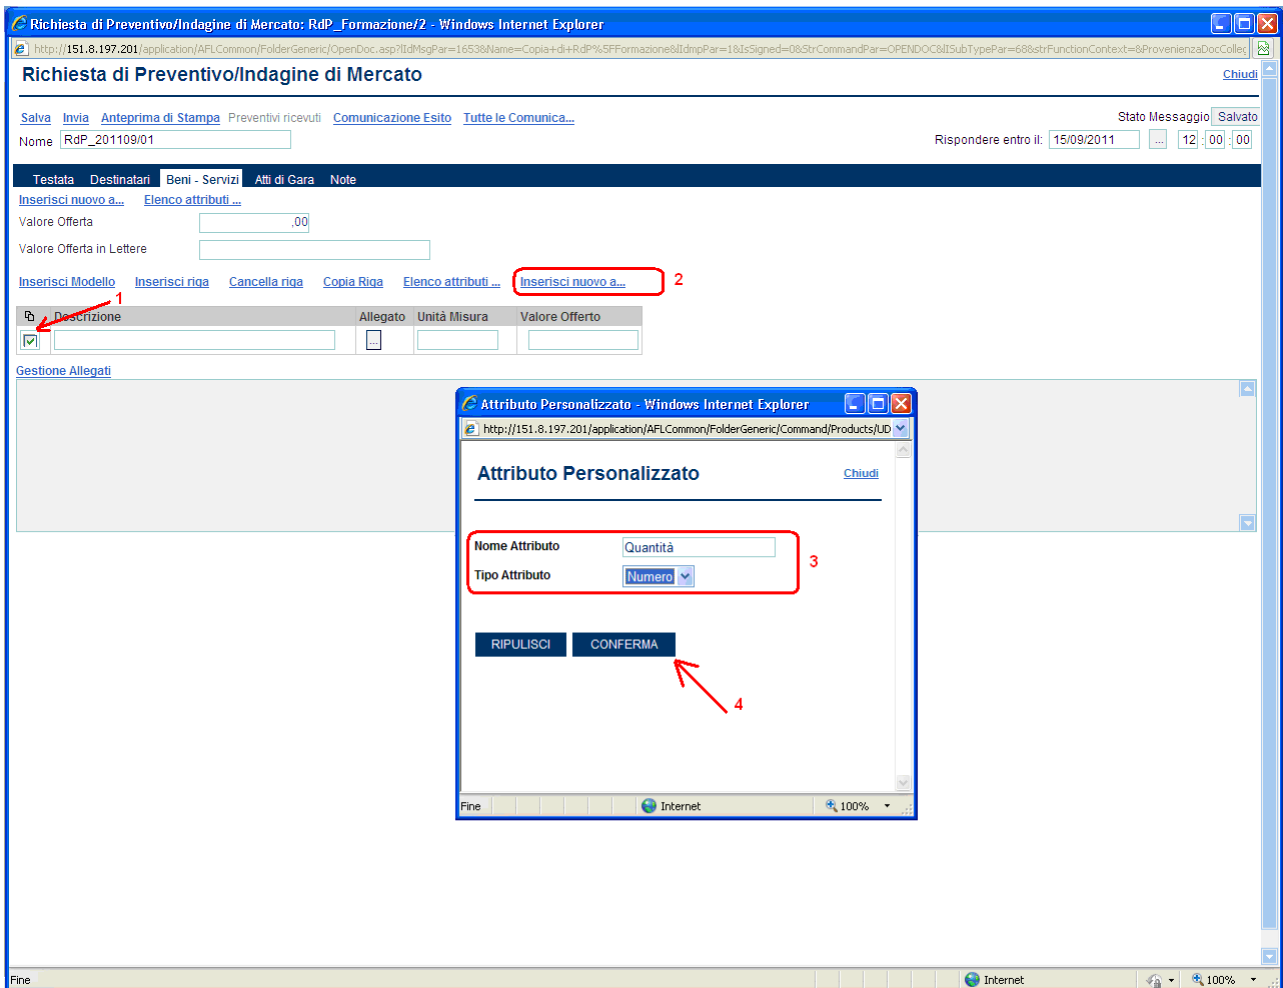 Richiesta di Preventivo/Indagine di Mercato: RdP_Formazione/2 - Windows Internet Explorer
http://151.8.197.201/application/AFLCommon/FolderGeneric/OpenDoc.asp?IIdMsgPar=1653&Name=Copia+di+RdP%5FFormazione&IIdmpPar=1&IsSigned=0&StrCommandPar=OPENDOC&ISubTypePar=68&strFunctionContext=&ProvenienzaDocColleg
Richiesta di Preventivo/Indagine di Mercato Chiudi
Salva Invia Anteprima di Stampa Preventivi ricevuti Comunicazione Esito Tutte le Comunica... Stato Messaggio Salvato
Nome RdP_201109/01 Rispondere entro il: 15/09/2011 ... 12 : 00 : 00
Testata Destinatari Beni - Servizi Atti di Gara Note
Inserisci nuovo a... Elenco attributi ...
Valore Offerta ,00
Valore Offerta in Lettere
Inserisci Modello Inserisci riga Cancella riga Copia Riga Elenco attributi ... Inserisci nuovo a... 2
1
Descrizione Allegato Unità Misura Valore Offerto
...
Gestione Allegati
Attributo Personalizzato - Windows Internet Explorer
http://151.8.197.201/application/AFLCommon/FolderGeneric/Command/Products/UD
Attributo Personalizzato Chiudi
Nome Attributo Quantità
3
Tipo Attributo Numero
RIPULISCI CONFERMA
4
Fine Internet 100%
Fine Internet 100%